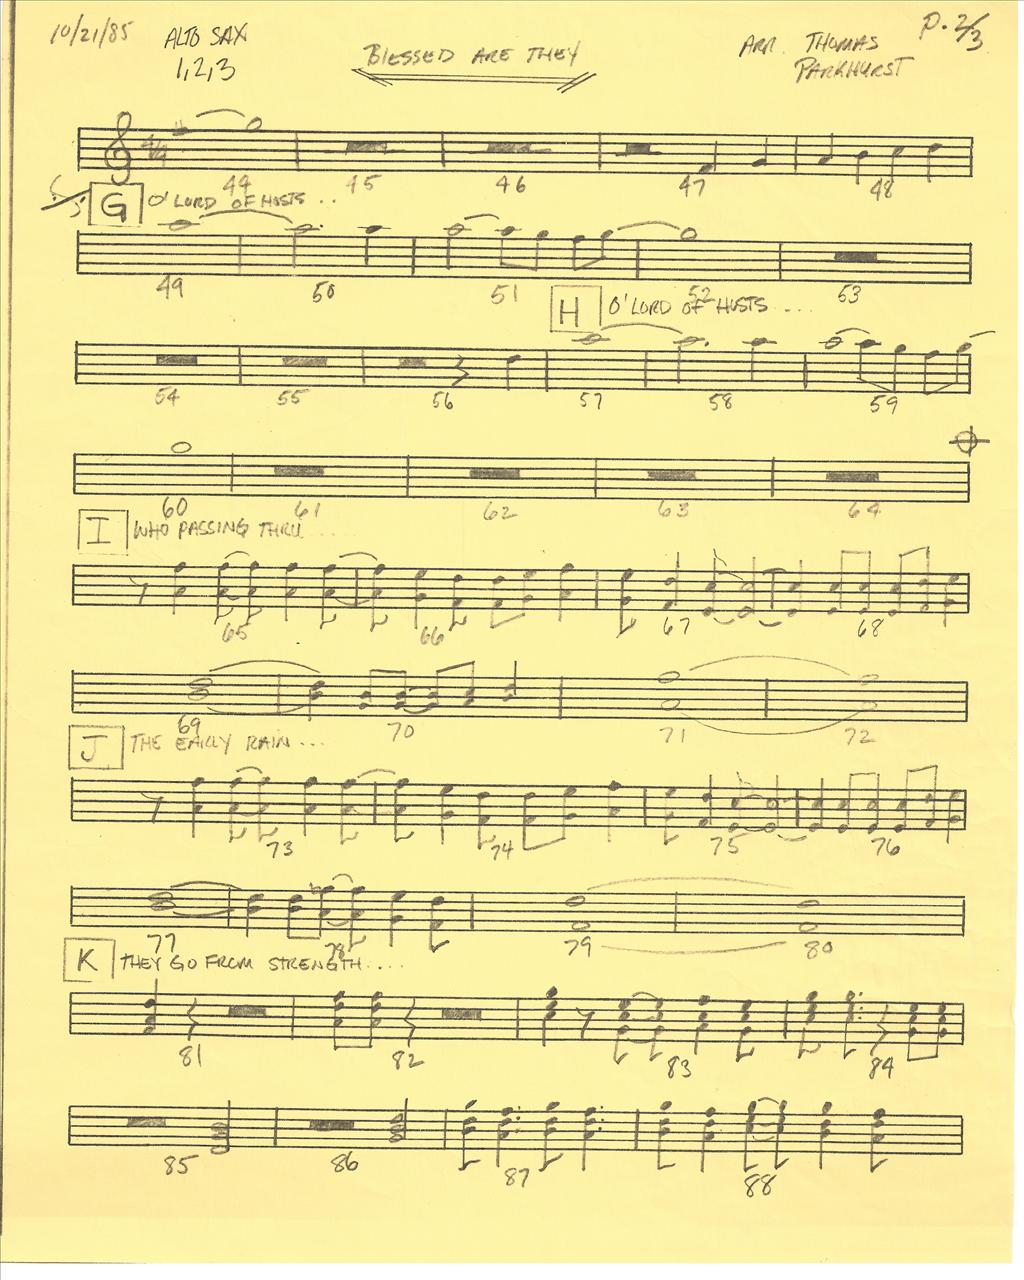 10/21/85 ALTO SAX 1,2,3 BLESSED ARE THEY ARR. THOMAS PARKHURST P. 2/3
4/4
44 45 46 47 48
G O' LORD OF HOSTS ..
49 50 51 52 53
H O' LORD OF HOSTS ....
54 55 56 57 58 59
60 61 62 63 64
I WHO PASSING THRU ....
65 66 67 68
69 70 71 72
J THE EARLY RAIN ...
73 74 75 76
77 78 79 80
K THEY GO FROM STRENGTH ....
81 82 83 84
85 86 87 88